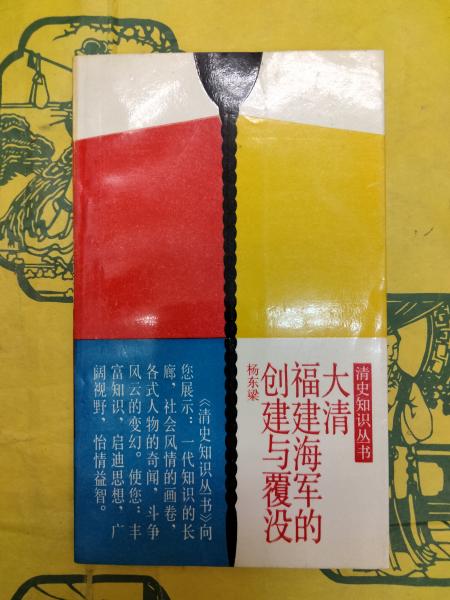 清史知识丛书
大清
福建海军的
创建与覆没
杨东梁
《清史知识丛书》向
您展示：一代知识的长
廊，社会风情的画卷，
各式人物的奇闻，斗争
风云的变幻。使您：丰
富知识，启迪思想，广
阔视野，怡情益智。